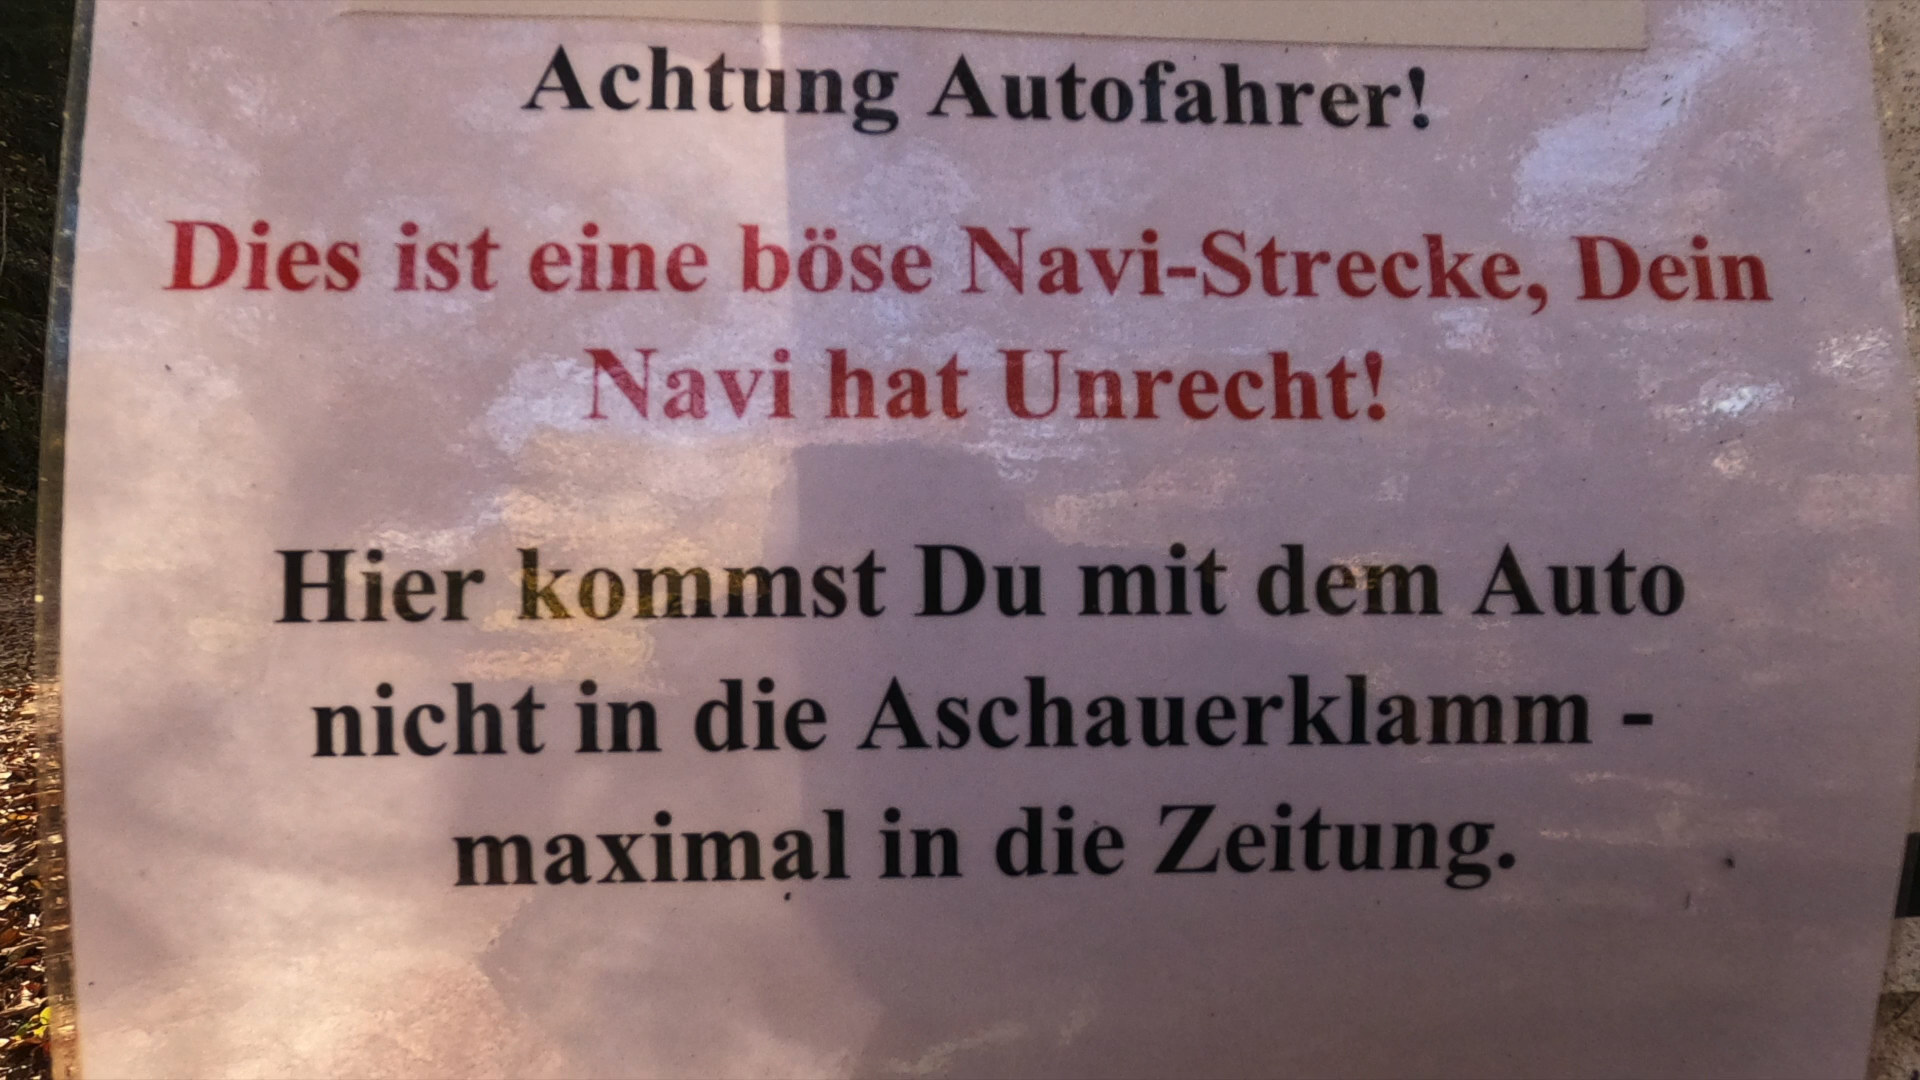 Achtung Autofahrer!
Dies ist eine böse Navi-Strecke, Dein
Navi hat Unrecht!
Hier kommst Du mit dem Auto
nicht in die Aschauerklamm -
maximal in die Zeitung.